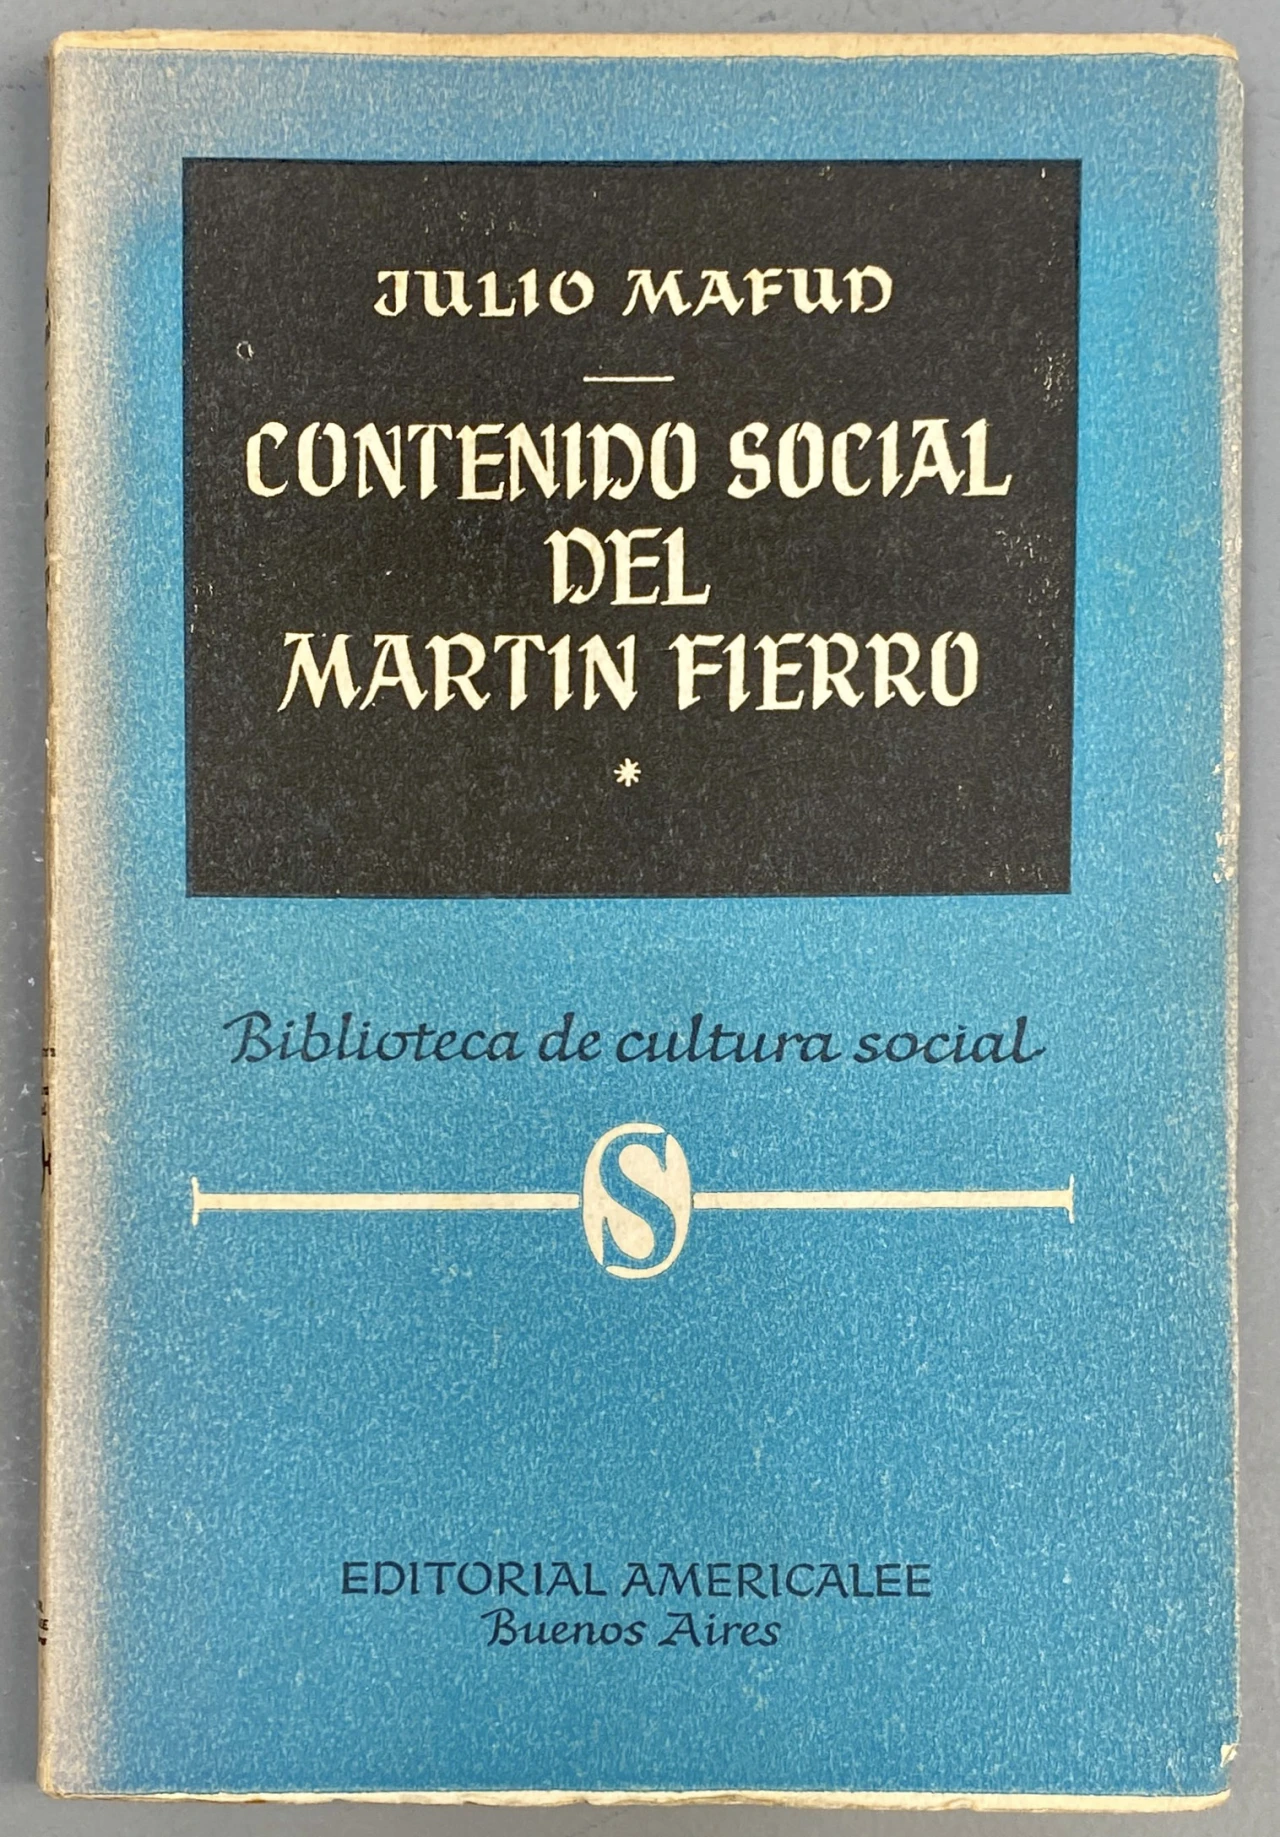 JULIO MAFUD
CONTENIDO SOCIAL
DEL
MARTIN FIERRO
*
Biblioteca de cultura social
S
EDITORIAL AMERICALEE
Buenos Aires